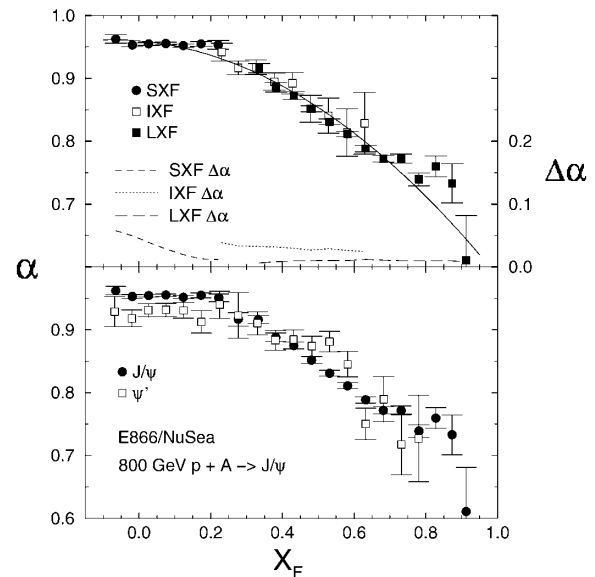 1.0
0.9
0.8
0.7
0.2
0.1
0.0
SXF
IXF
LXF
SXF Δα
IXF Δα
LXF Δα
Δα
α
0.9
0.8
0.7
0.6
J/ψ
ψ'
E866/NuSea
800 GeV p + A −> J/ψ
0.0 0.2 0.4 0.6 0.8 1.0
X_F